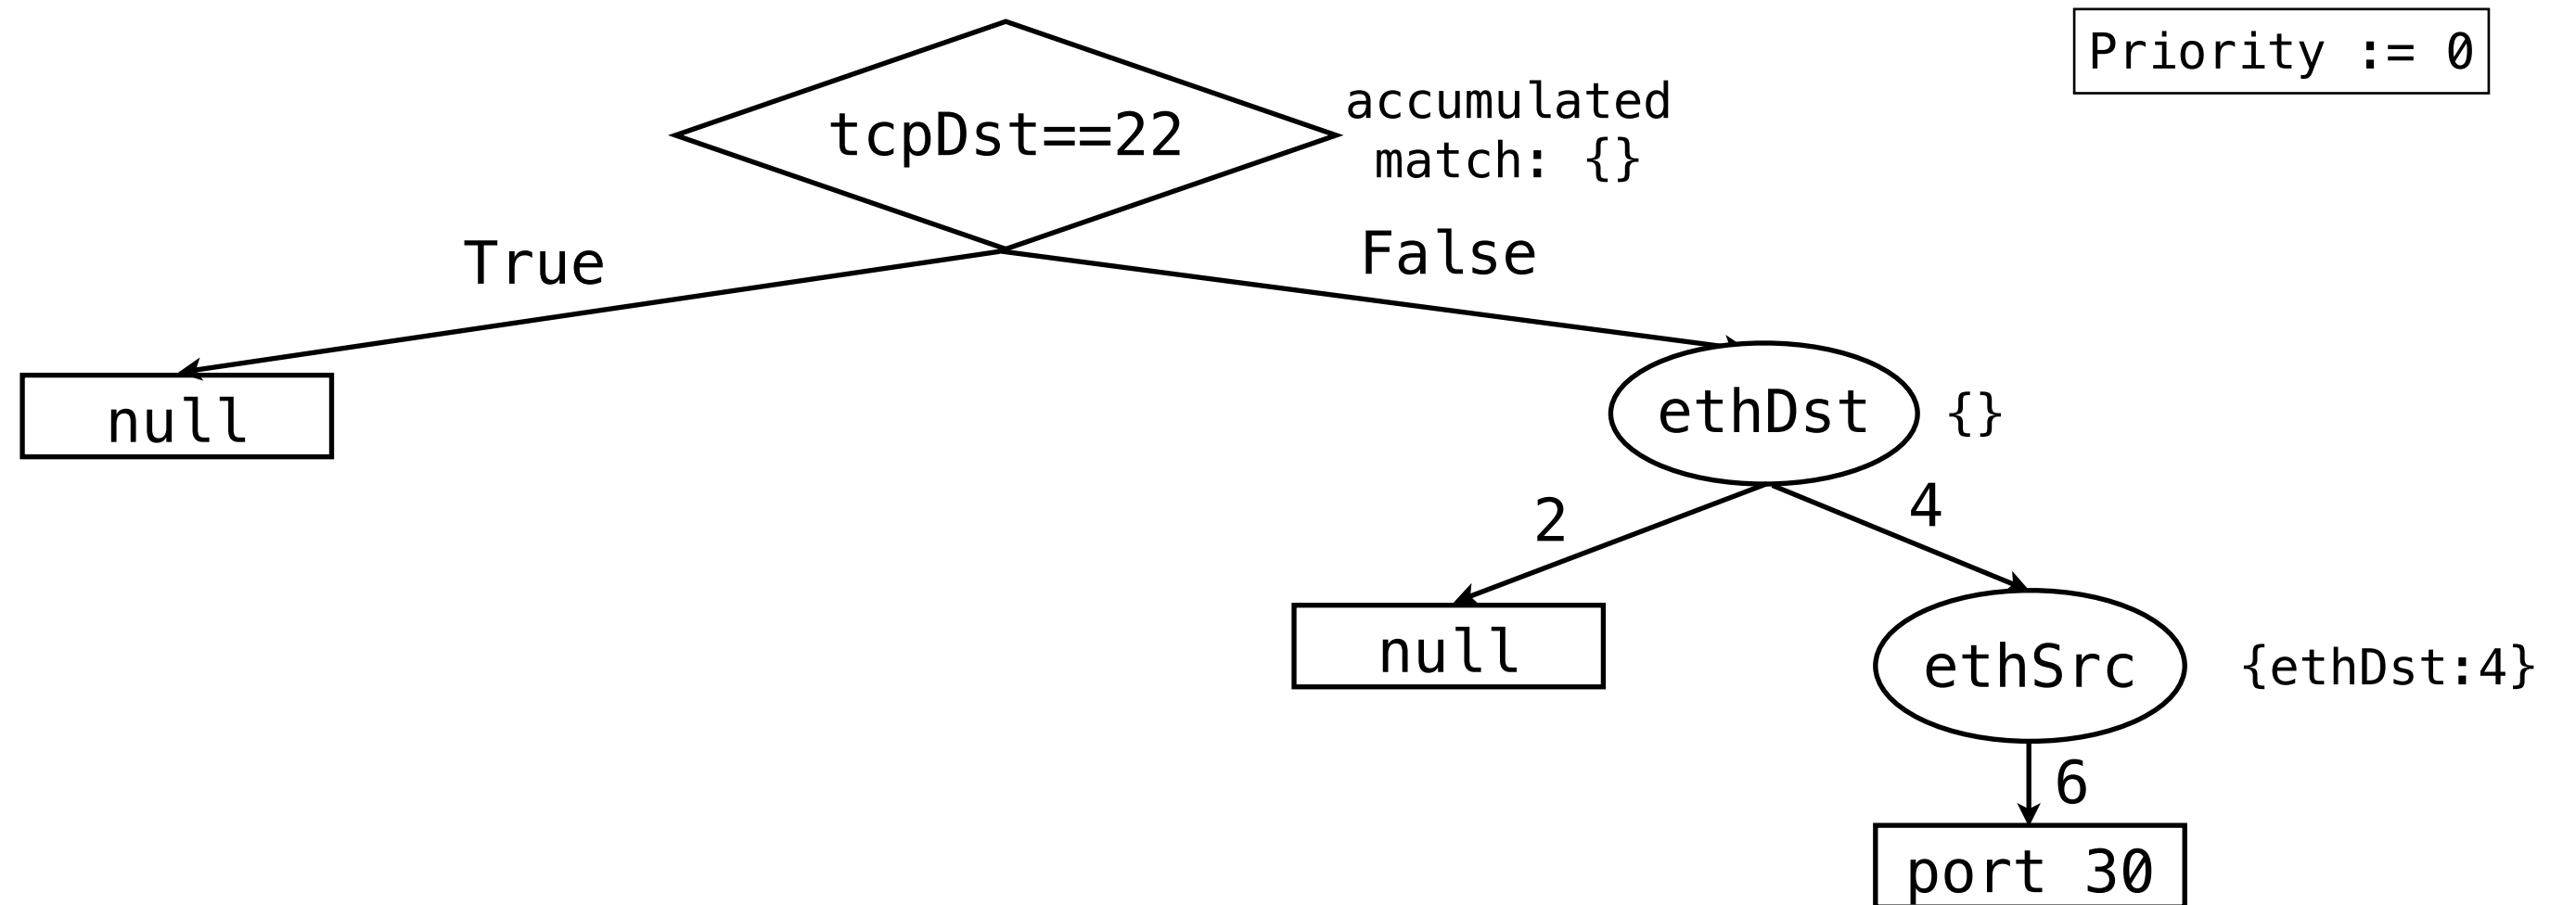 Priority := 0
tcpDst==22
accumulated
match: {}
True
False
null
ethDst
{}
2
4
null
ethSrc
{ethDst:4}
6
port 30